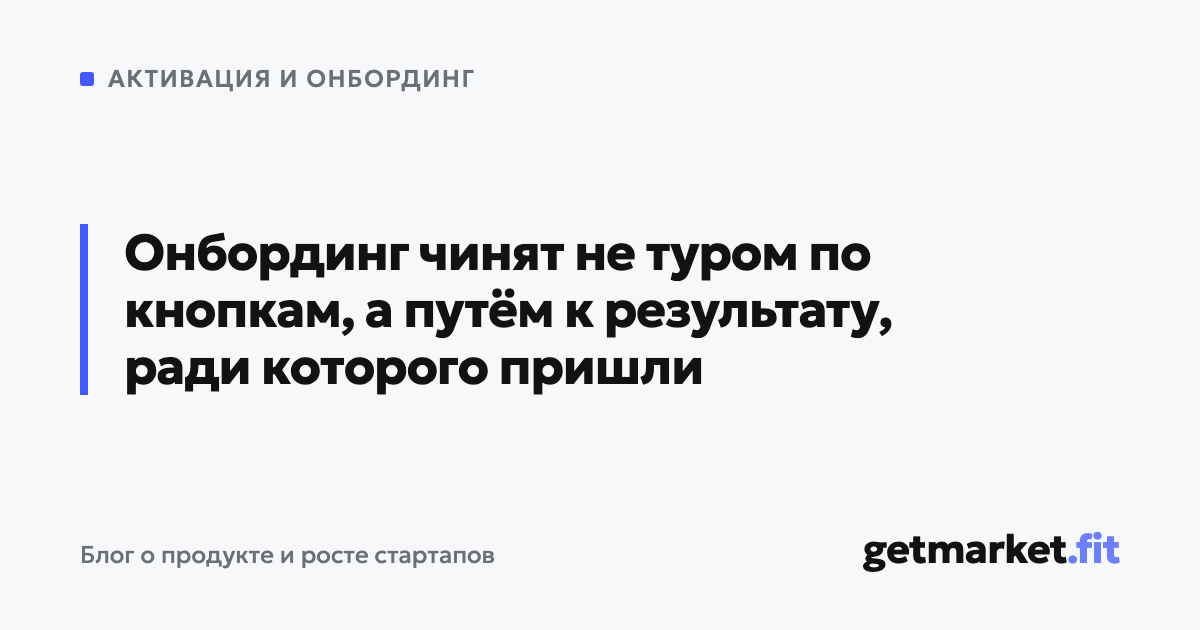 АКТИВАЦИЯ И ОНБОРДИНГ
Онбординг чинят не туром по
кнопкам, а путём к результату,
ради которого пришли
Блог о продукте и росте стартапов
getmarket.fit